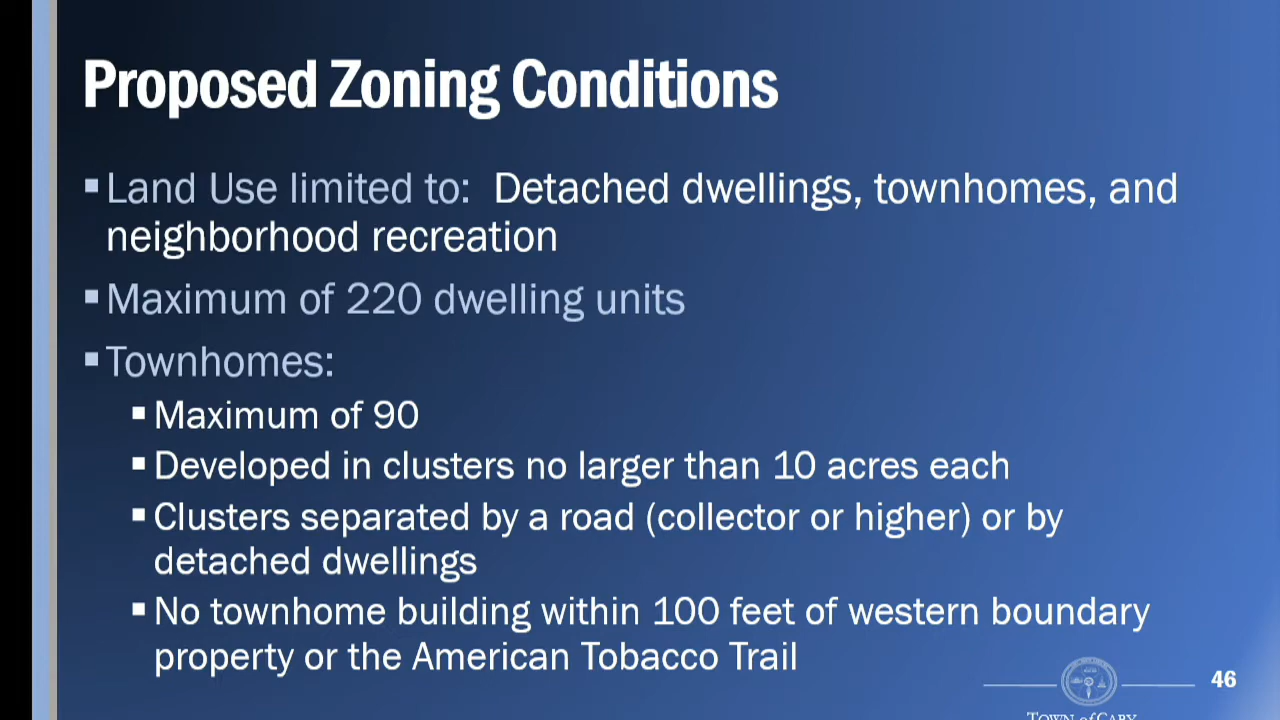 Proposed Zoning Conditions
▪Land Use limited to: Detached dwellings, townhomes, and
neighborhood recreation
▪Maximum of 220 dwelling units
▪Townhomes:
▪Maximum of 90
▪Developed in clusters no larger than 10 acres each
▪Clusters separated by a road (collector or higher) or by
detached dwellings
▪No townhome building within 100 feet of western boundary
property or the American Tobacco Trail
46
TOWN of CARY